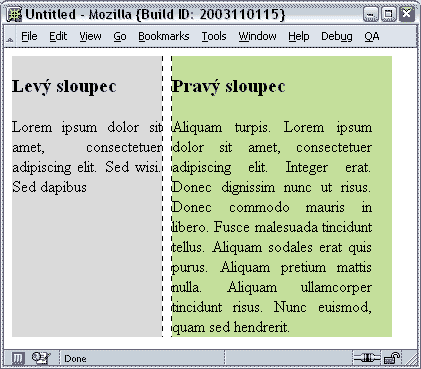 Untitled - Mozilla {Build ID: 2003110115}
File Edit View Go Bookmarks Tools Window Help Debug QA
Levý sloupec
Lorem ipsum dolor sit
amet, consectetuer
adipiscing elit. Sed wisi.
Sed dapibus
Pravý sloupec
Aliquam turpis. Lorem ipsum
dolor sit amet, consectetuer
adipiscing elit. Integer erat.
Donec dignissim nunc ut risus.
Donec commodo mauris in
libero. Fusce malesuada tincidunt
tellus. Aliquam sodales erat quis
purus. Aliquam pretium mattis
nulla. Aliquam ullamcorper
tincidunt risus. Nunc euismod,
quam sed hendrerit.
Done